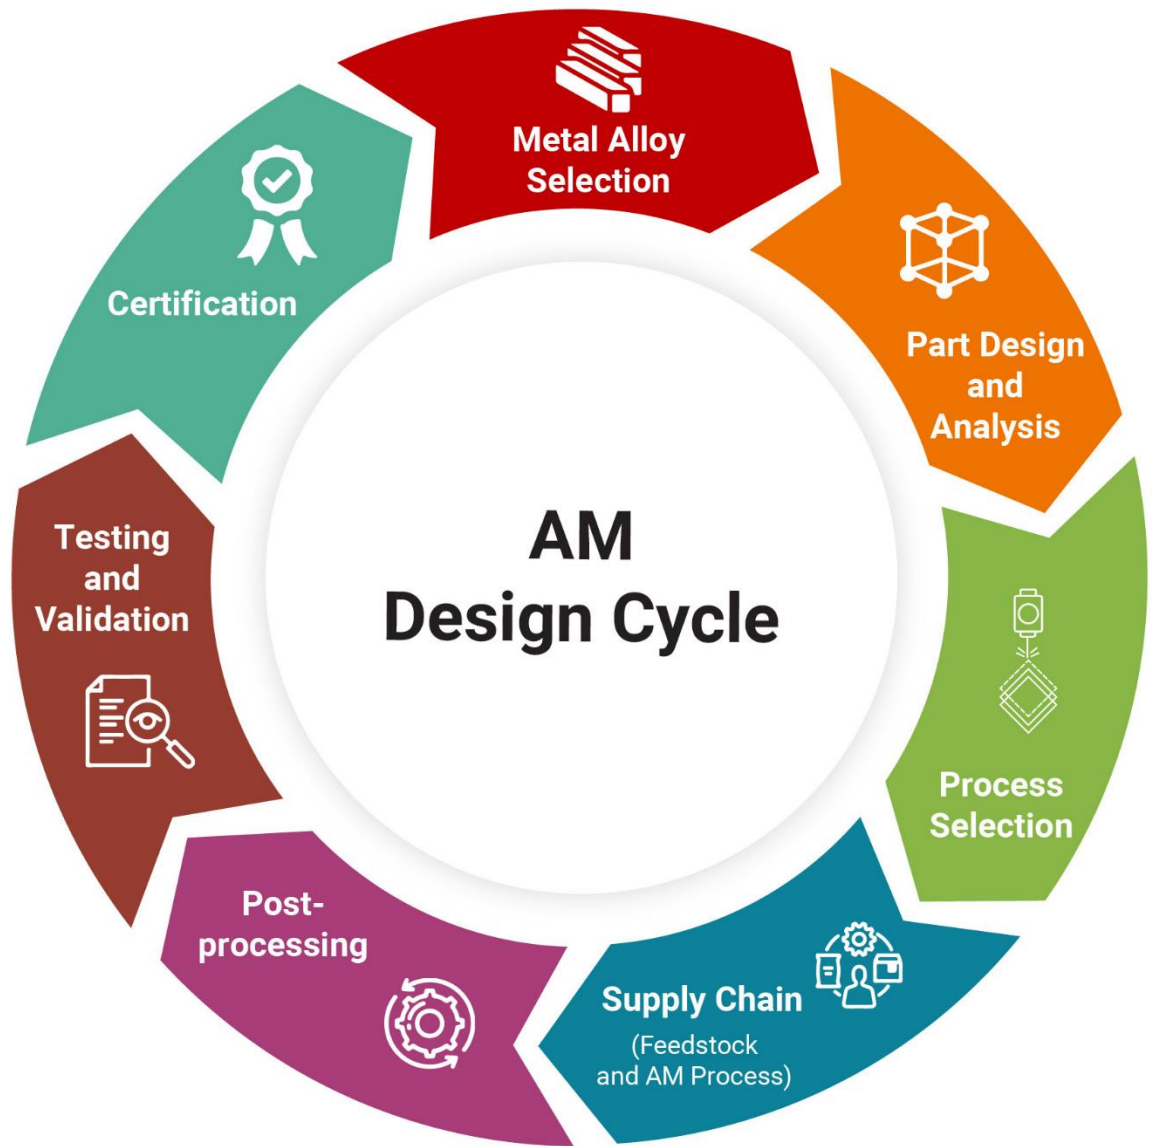 Metal Alloy
Selection
Part Design
and
Analysis
Process
Selection
Supply Chain
(Feedstock
and AM Process)
Post-
processing
Testing
and
Validation
Certification
AM
Design Cycle